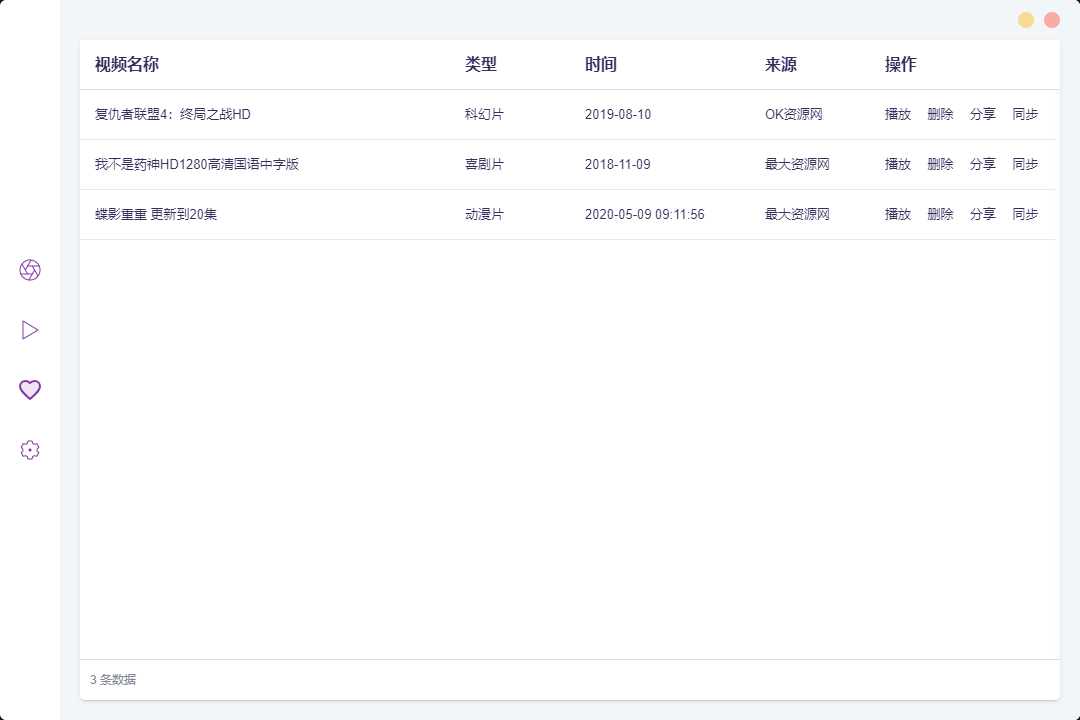 视频名称 类型 时间 来源 操作
复仇者联盟4：终局之战HD 科幻片 2019-08-10 OK资源网 播放 删除 分享 同步
我不是药神HD1280高清国语中字版 喜剧片 2018-11-09 最大资源网 播放 删除 分享 同步
蝶影重重 更新到20集 动漫片 2020-05-09 09:11:56 最大资源网 播放 删除 分享 同步
3 条数据